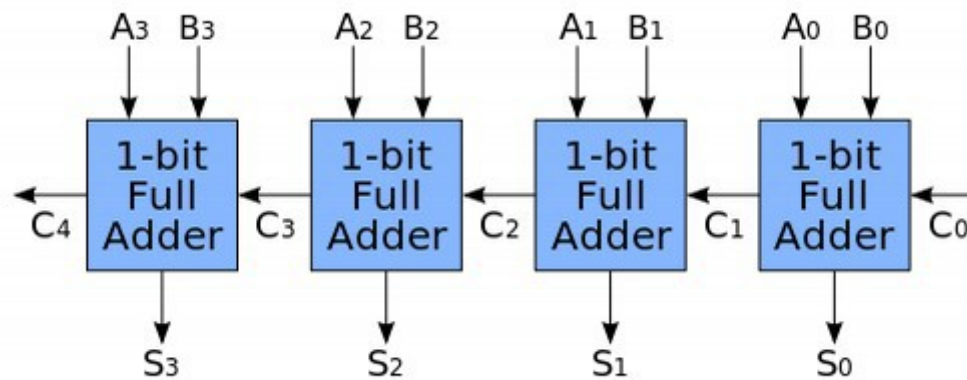 A3 B3 A2 B2 A1 B1 A0 B0
1-bit 1-bit 1-bit 1-bit
Full Full Full Full
Adder Adder Adder Adder
C4 C3 C2 C1 C0
S3 S2 S1 S0